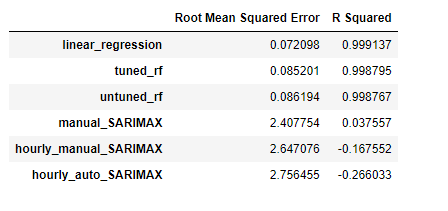 Root Mean Squared Error R Squared
linear_regression 0.072098 0.999137
tuned_rf 0.085201 0.998795
untuned_rf 0.086194 0.998767
manual_SARIMAX 2.407754 0.037557
hourly_manual_SARIMAX 2.647076 -0.167552
hourly_auto_SARIMAX 2.756455 -0.266033